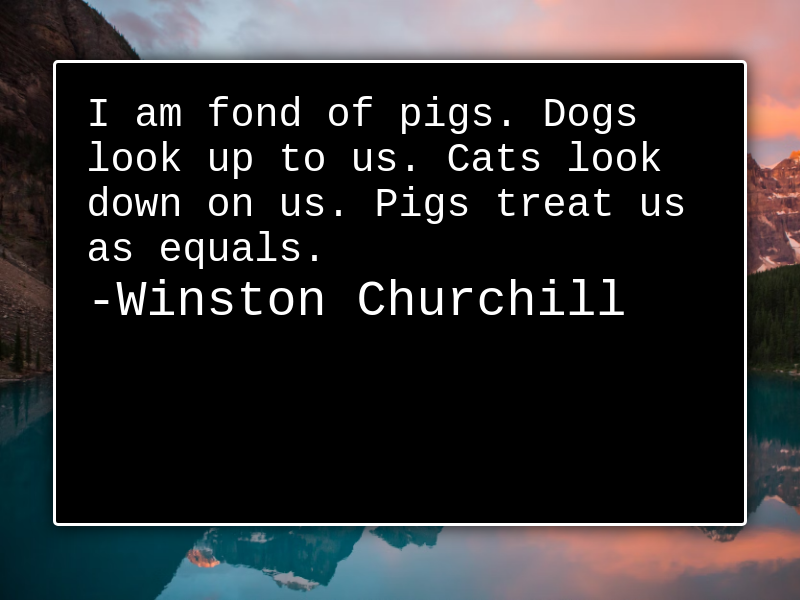 I am fond of pigs. Dogs
look up to us. Cats look
down on us. Pigs treat us
as equals.
-Winston Churchill